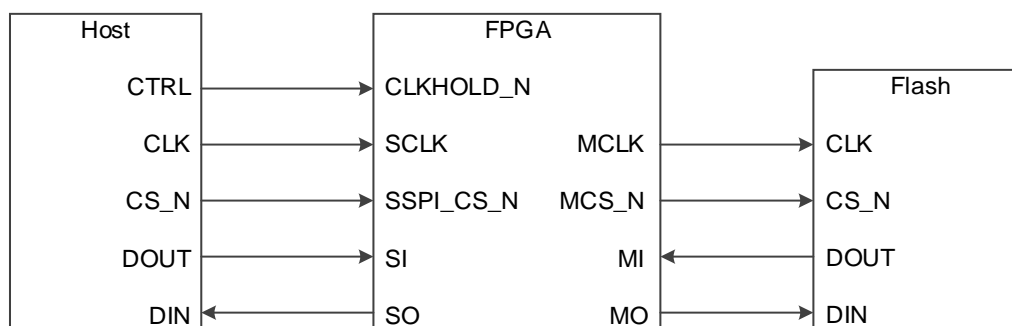 Host
FPGA
CTRL
CLKHOLD_N
Flash
CLK
SCLK
MCLK
CLK
CS_N
SSPI_CS_N
MCS_N
CS_N
DOUT
SI
MI
DOUT
DIN
SO
MO
DIN